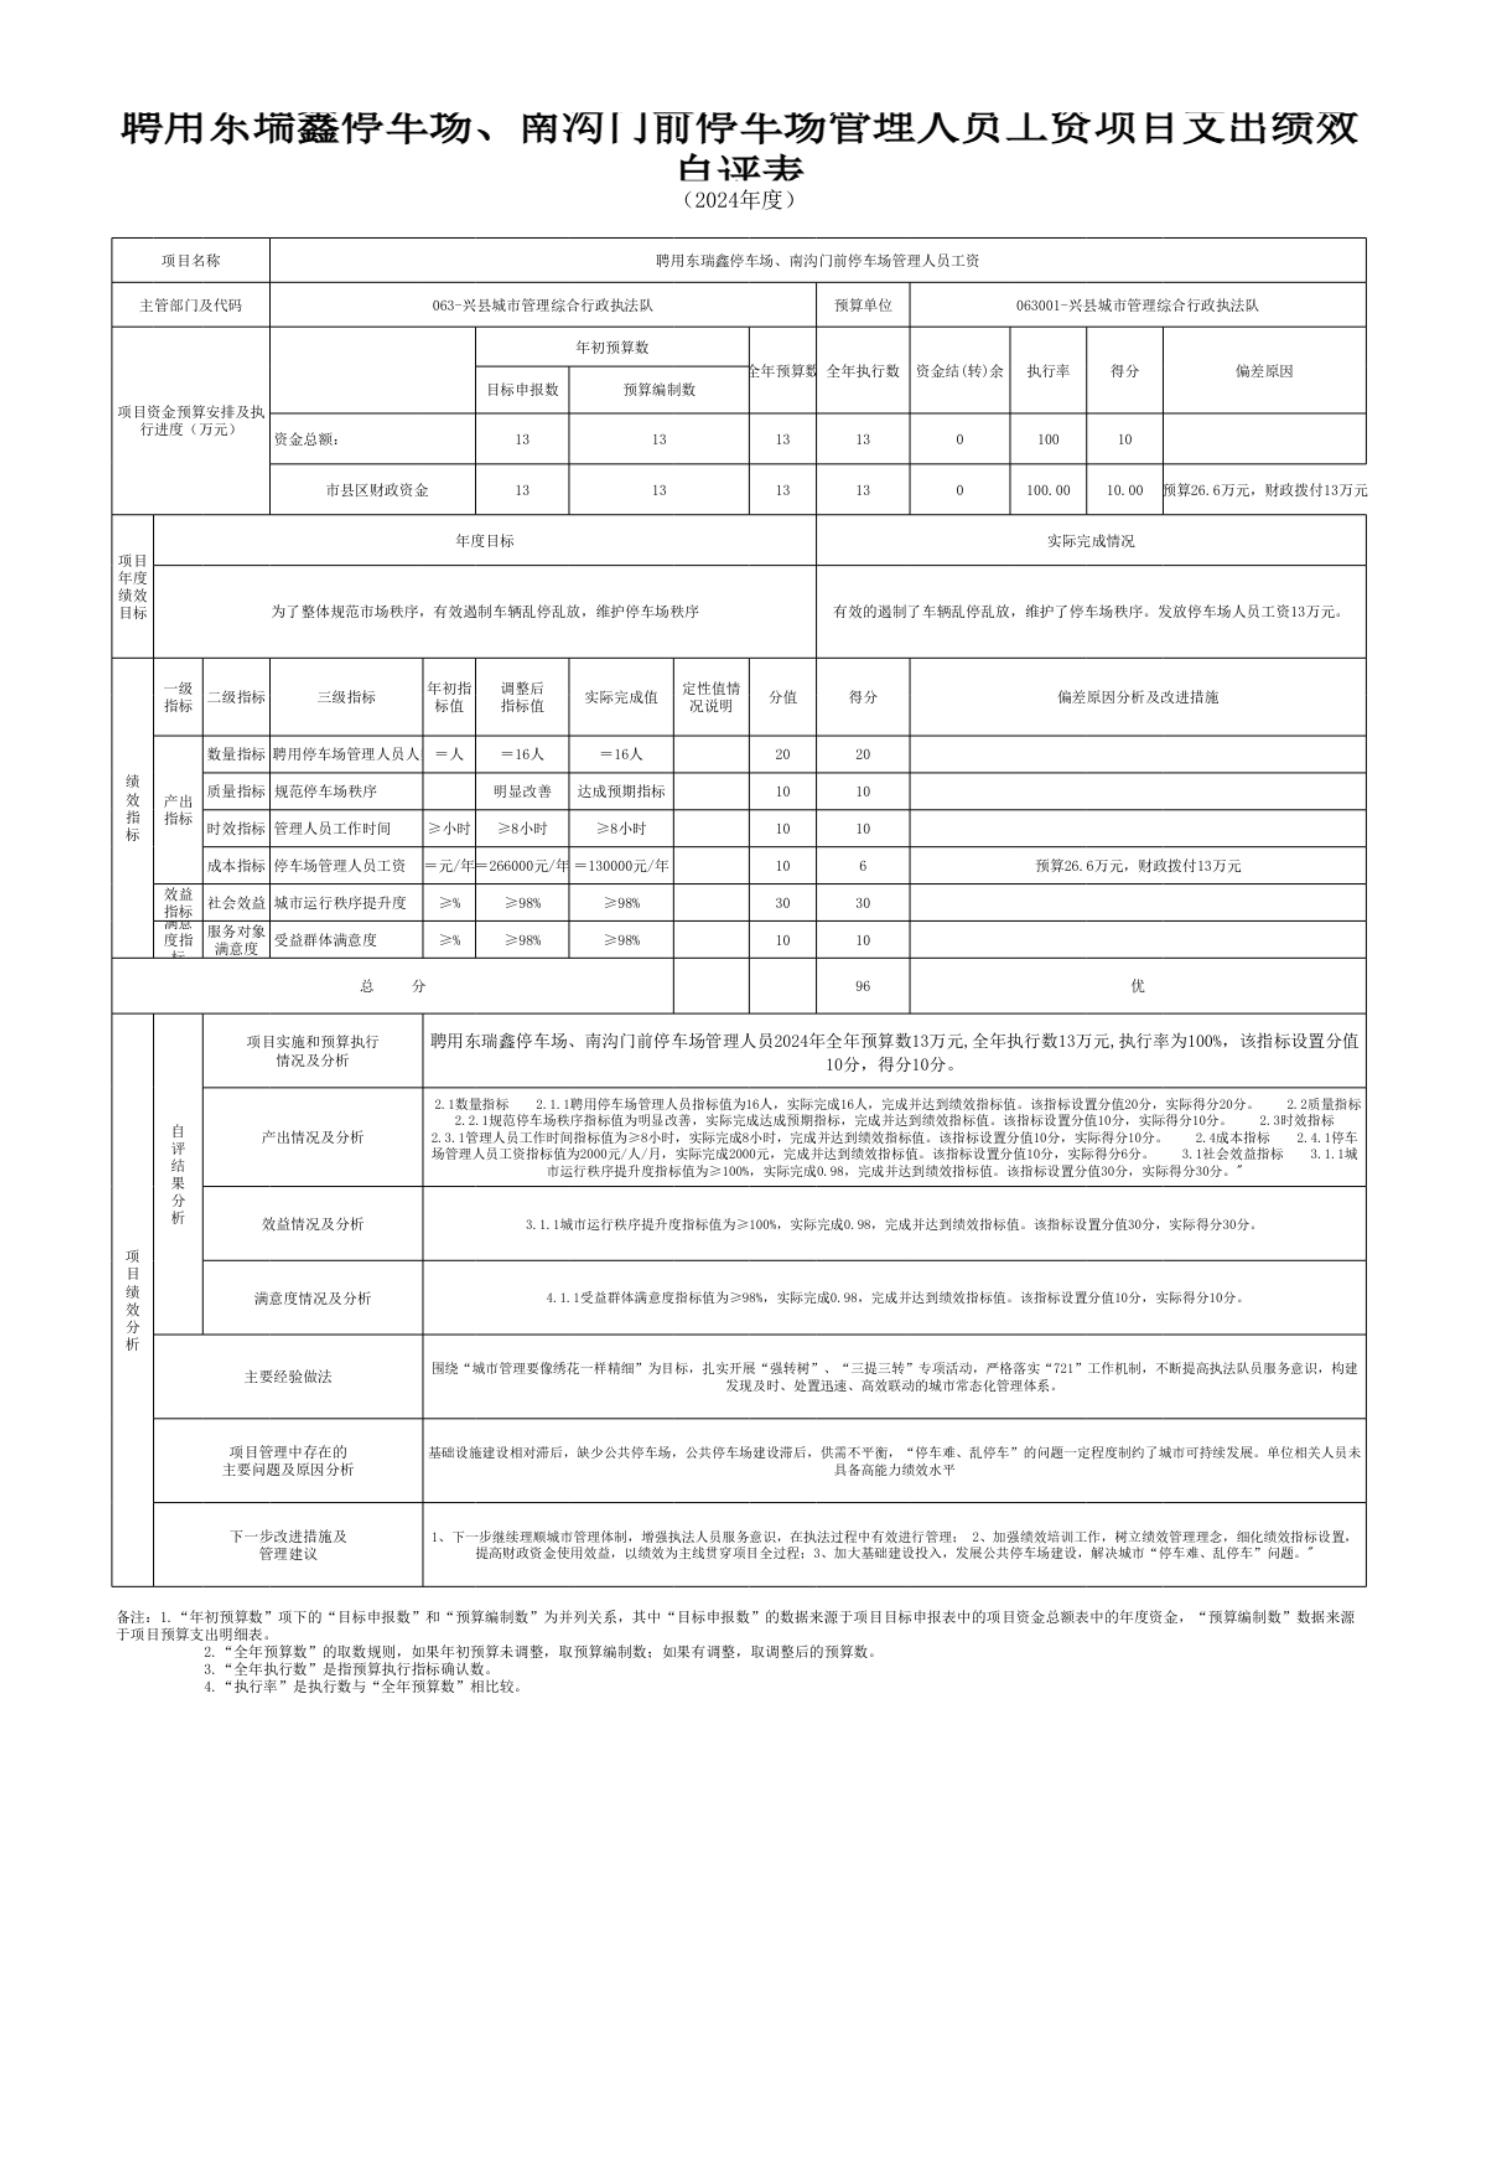 聘用东瑞鑫停车场、南沟门前停车场管理人员工资项目支出绩效
自评表
（2024年度）
项目名称 聘用东瑞鑫停车场、南沟门前停车场管理人员工资
主管部门及代码 063-兴县城市管理综合行政执法队 预算单位 063001-兴县城市管理综合行政执法队
项目资金预算安排及执
行进度（万元）
年初预算数 全年预算数 全年执行数 资金结(转)余 执行率 得分 偏差原因
目标申报数 预算编制数
资金总额： 13 13 13 13 0 100 10
市县区财政资金 13 13 13 13 0 100.00 10.00 预算26.6万元，财政拨付13万元
项目
年度
绩效
目标
年度目标 实际完成情况
为了整体规范市场秩序，有效遏制车辆乱停乱放，维护停车场秩序 有效的遏制了车辆乱停乱放，维护了停车场秩序。发放停车场人员工资13万元。
绩
效
指
标
一级
指标
二级指标 三级指标
年初指
标值
调整后
指标值
实际完成值
定性值情
况说明
分值 得分 偏差原因分析及改进措施
产出
指标
数量指标 聘用停车场管理人员人 ＝人 ＝16人 ＝16人 20 20
质量指标 规范停车场秩序 明显改善 达成预期指标 10 10
时效指标 管理人员工作时间 ≥小时 ≥8小时 ≥8小时 10 10
成本指标 停车场管理人员工资 ＝元/年 ＝266000元/年 ＝130000元/年 10 6 预算26.6万元，财政拨付13万元
效益
指标
社会效益 城市运行秩序提升度 ≥% ≥98% ≥98% 30 30
满意
度指
标
服务对象
满意度
受益群体满意度 ≥% ≥98% ≥98% 10 10
总 分 96 优
项
目
绩
效
分
析
自
评
结
果
分
析
项目实施和预算执行
情况及分析
聘用东瑞鑫停车场、南沟门前停车场管理人员2024年全年预算数13万元,全年执行数13万元,执行率为100%，该指标设置分值
10分，得分10分。
产出情况及分析
2.1数量指标 2.1.1聘用停车场管理人员指标值为16人，实际完成16人，完成并达到绩效指标值。该指标设置分值20分，实际得分20分。 2.2质量指标
2.2.1规范停车场秩序指标值为明显改善，实际完成达成预期指标，完成并达到绩效指标值。该指标设置分值10分，实际得分10分。 2.3时效指标
2.3.1管理人员工作时间指标值为≥8小时，实际完成8小时，完成并达到绩效指标值。该指标设置分值10分，实际得分10分。 2.4成本指标 2.4.1停车
场管理人员工资指标值为2000元/人/月，实际完成2000元，完成并达到绩效指标值。该指标设置分值10分，实际得分6分。 3.1社会效益指标 3.1.1城
市运行秩序提升度指标值为≥100%，实际完成0.98，完成并达到绩效指标值。该指标设置分值30分，实际得分30分。"
效益情况及分析 3.1.1城市运行秩序提升度指标值为≥100%，实际完成0.98，完成并达到绩效指标值。该指标设置分值30分，实际得分30分。
满意度情况及分析 4.1.1受益群体满意度指标值为≥98%，实际完成0.98，完成并达到绩效指标值。该指标设置分值10分，实际得分10分。
主要经验做法
围绕“城市管理要像绣花一样精细”为目标，扎实开展“强转树”、“三提三转”专项活动，严格落实“721”工作机制，不断提高执法队员服务意识，构建
发现及时、处置迅速、高效联动的城市常态化管理体系。
项目管理中存在的
主要问题及原因分析
基础设施建设相对滞后，缺少公共停车场，公共停车场建设滞后，供需不平衡，“停车难、乱停车”的问题一定程度制约了城市可持续发展。单位相关人员未
具备高能力绩效水平
下一步改进措施及
管理建议
1、下一步继续理顺城市管理体制，增强执法人员服务意识，在执法过程中有效进行管理； 2、加强绩效培训工作，树立绩效管理理念，细化绩效指标设置，
提高财政资金使用效益，以绩效为主线贯穿项目全过程；3、加大基础建设投入，发展公共停车场建设，解决城市“停车难、乱停车”问题。"
备注：1.“年初预算数”项下的“目标申报数”和“预算编制数”为并列关系，其中“目标申报数”的数据来源于项目目标申报表中的项目资金总额表中的年度资金，“预算编制数”数据来源
于项目预算支出明细表。
2.“全年预算数”的取数规则，如果年初预算未调整，取预算编制数；如果有调整，取调整后的预算数。
3.“全年执行数”是指预算执行指标确认数。
4.“执行率”是执行数与“全年预算数”相比较。